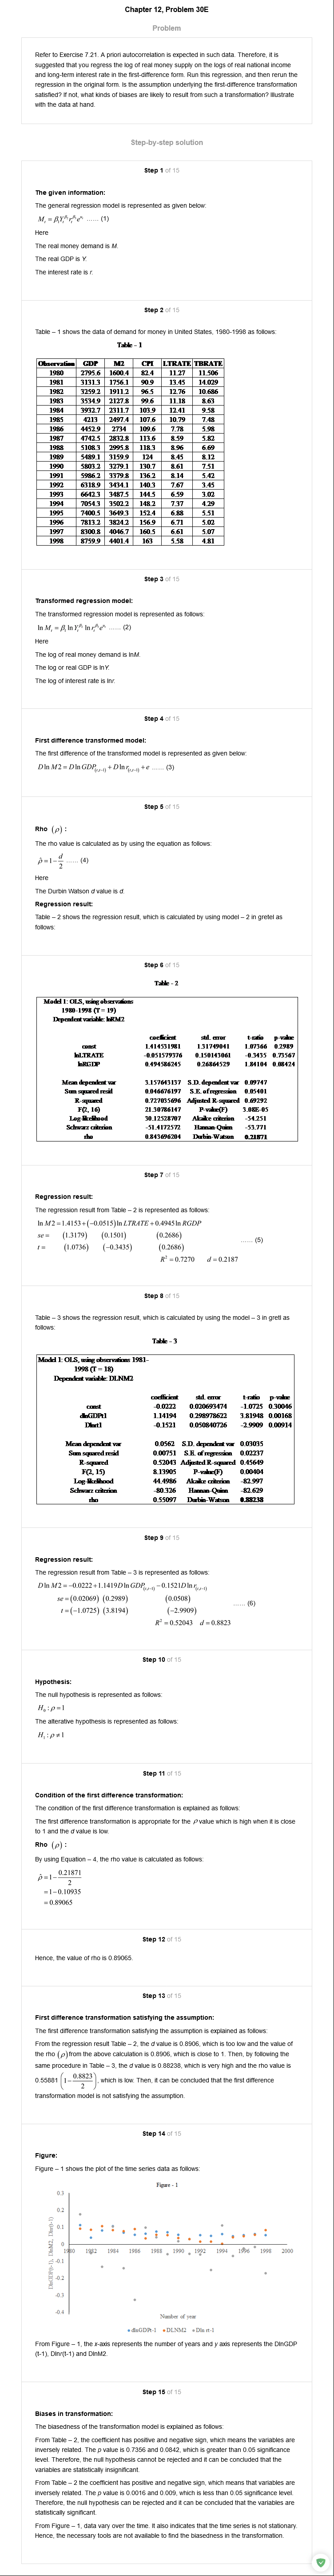 Chapter 12, Problem 30E
Problem
Refer to Exercise 7.21. A priori autocorrelation is expected in such data. Therefore, it is
suggested that you regress the log of real money supply on the logs of real national income
and long-term interest rate in the first-difference form. Run this regression, and then rerun the
regression in the original form. Is the assumption underlying the first-difference transformation
satisfied? If not, what kinds of biases are likely to result from such a transformation? Illustrate
with the data at hand.
Step-by-step solution
Step 1 of 15
The given information:
The general regression model is represented as given below:
Mₜ = β₁Yₜ^β₂ rₜ^β₃ e^uₜ ...... (1)
Here
The real money demand is M.
The real GDP is Y.
The interest rate is r.
Step 2 of 15
Table – 1 shows the data of demand for money in United States, 1980-1998 as follows:
Table - 1
Observation GDP M2 CPI LTRATE TBRATE
1980 2795.6 1600.4 82.4 11.27 11.506
1981 3131.3 1756.1 90.9 13.45 14.029
1982 3259.2 1911.2 96.5 12.76 10.686
1983 3534.9 2127.8 99.6 11.18 8.63
1984 3932.7 2311.7 103.9 12.41 9.58
1985 4213 2497.4 107.6 10.79 7.48
1986 4452.9 2734 109.6 7.78 5.98
1987 4742.5 2832.8 113.6 8.59 5.82
1988 5108.3 2995.8 118.3 8.96 6.69
1989 5489.1 3159.9 124 8.45 8.12
1990 5803.2 3279.1 130.7 8.61 7.51
1991 5986.2 3379.8 136.2 8.14 5.42
1992 6318.9 3434.1 140.3 7.67 3.45
1993 6642.3 3487.5 144.5 6.59 3.02
1994 7054.3 3502.2 148.2 7.37 4.29
1995 7400.5 3649.3 152.4 6.88 5.51
1996 7813.2 3824.2 156.9 6.71 5.02
1997 8300.8 4046.7 160.5 6.61 5.07
1998 8759.9 4401.4 163 5.58 4.81
Step 3 of 15
Transformed regression model:
The transformed regression model is represented as follows:
ln Mₜ = β₁ ln Yₜ^β₂ ln rₜ^β₃ e^uₜ ...... (2)
Here
The log of real money demand is lnM.
The log or real GDP is lnY.
The log of interest rate is lnr.
Step 4 of 15
First difference transformed model:
The first difference of the transformed model is represented as given below:
D ln M2 = D ln GDP(t,t−1) + D ln r(t,t−1) + e ...... (3)
Step 5 of 15
Rho (ρ) :
The rho value is calculated as by using the equation as follows:
ρ̂ = 1 − d/2 ...... (4)
Here
The Durbin Watson d value is d.
Regression result:
Table – 2 shows the regression result, which is calculated by using model – 2 in gretel as
follows:
Step 6 of 15
Table - 2
Model 1: OLS, using observations
1980-1998 (T = 19)
Dependent variable: lnRM2
coefficient std. error t-ratio p-value
const 1.414531981 1.31749041 1.07366 0.2989
lnLTRATE -0.051579376 0.150143061 -0.3435 0.73567
lnRGDP 0.494586245 0.26864529 1.84104 0.08424
Mean dependent var 3.157643157 S.D. dependent var 0.09747
Sum squared resid 0.046676197 S.E. of regression 0.05401
R-squared 0.727035696 Adjusted R-squared 0.69292
F(2, 16) 21.30786147 P-value(F) 3.08E-05
Log-likelihood 30.12528707 Akaike criterion -54.251
Schwarz criterion -51.4172572 Hannan-Quinn -53.771
rho 0.843696204 Durbin-Watson 0.21871
Step 7 of 15
Regression result:
The regression result from Table – 2 is represented as follows:
ln M2 = 1.4153 + (−0.0515) ln LTRATE + 0.4945 ln RGDP
se = (1.3179) (0.1501) (0.2686)
t = (1.0736) (−0.3435) (0.2686) ...... (5)
R² = 0.7270 d = 0.2187
Step 8 of 15
Table – 3 shows the regression result, which is calculated by using the model – 3 in gretl as
follows:
Table - 3
Model 1: OLS, using observations 1981-
1998 (T = 18)
Dependent variable: DLNM2
coefficient std. error t-ratio p-value
const -0.0222 0.020693474 -1.0725 0.30046
dlnGDPt1 1.14194 0.298978622 3.81948 0.00168
Dlnrt1 -0.1521 0.050840726 -2.9909 0.00914
Mean dependent var 0.0562 S.D. dependent var 0.03035
Sum squared resid 0.00751 S.E. of regression 0.02237
R-squared 0.52043 Adjusted R-squared 0.45649
F(2, 15) 8.13905 P-value(F) 0.00404
Log-likelihood 44.4986 Akaike criterion -82.997
Schwarz criterion -80.326 Hannan-Quinn -82.629
rho 0.55097 Durbin-Watson 0.88238
Step 9 of 15
Regression result:
The regression result from Table – 3 is represented as follows:
D ln M2 = −0.0222 + 1.1419 D ln GDP(t,t−1) − 0.1521 D ln r(t,t−1)
se = (0.02069) (0.2989) (0.0508) ...... (6)
t = (−1.0725) (3.8194) (−2.9909)
R² = 0.52043 d = 0.8823
Step 10 of 15
Hypothesis:
The null hypothesis is represented as follows:
H₀ : ρ = 1
The alterative hypothesis is represented as follows:
H₁ : ρ ≠ 1
Step 11 of 15
Condition of the first difference transformation:
The condition of the first difference transformation is explained as follows:
The first difference transformation is appropriate for the ρ value which is high when it is close
to 1 and the d value is low.
Rho (ρ) :
By using Equation – 4, the rho value is calculated as follows:
ρ̂ = 1 − 0.21871/2
= 1 − 0.10935
= 0.89065
Step 12 of 15
Hence, the value of rho is 0.89065.
Step 13 of 15
First difference transformation satisfying the assumption:
The first difference transformation satisfying the assumption is explained as follows:
From the regression result Table – 2, the d value is 0.8906, which is too low and the value of
the rho (ρ) from the above calculation is 0.8906, which is close to 1. Then, by following the
same procedure in Table – 3, the d value is 0.88238, which is very high and the rho value is
0.55881 (1 − 0.8823/2), which is low. Then, it can be concluded that the first difference
transformation model is not satisfying the assumption.
Step 14 of 15
Figure:
Figure – 1 shows the plot of the time series data as follows:
Figure - 1
Dln(GDP(t-1), DlnM2, Dlnr(t-1)
0.3
0.2
0.1
0
-0.1
-0.2
-0.3
-0.4
1980 1982 1984 1986 1988 1990 1992 1994 1996 1998 2000
Number of year
dlnGDPt-1 DLNM2 Dln rt-1
From Figure – 1, the x-axis represents the number of years and y axis represents the DlnGDP
(t-1), Dlnr(t-1) and DlnM2.
Step 15 of 15
Biases in transformation:
The biasedness of the transformation model is explained as follows:
From Table – 2, the coefficient has positive and negative sign, which means the variables are
inversely related. The p value is 0.7356 and 0.0842, which is greater than 0.05 significance
level. Therefore, the null hypothesis cannot be rejected and it can be concluded that the
variables are statistically insignificant.
From Table – 2 the coefficient has positive and negative sign, which means that variables are
inversely related. The p value is 0.0016 and 0.009, which is less than 0.05 significance level.
Therefore, the null hypothesis can be rejected and it can be concluded that the variables are
statistically significant.
From Figure – 1, data vary over the time. It also indicates that the time series is not stationary.
Hence, the necessary tools are not available to find the biasedness in the transformation.